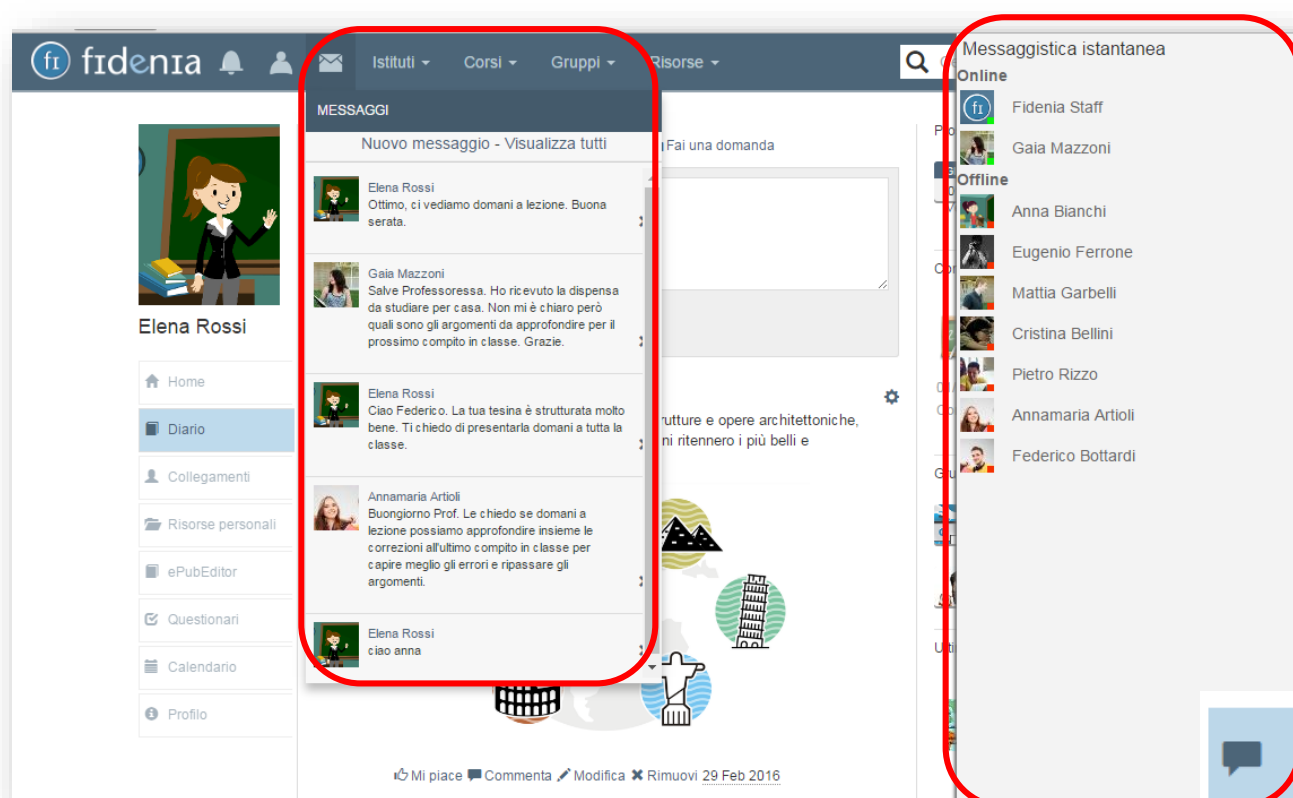 fidenia
Istituti
Corsi
Gruppi
Risorse
MESSAGGI
Nuovo messaggio - Visualizza tutti
Elena Rossi
Ottimo, ci vediamo domani a lezione. Buona
serata.
Gaia Mazzoni
Salve Professoressa. Ho ricevuto la dispensa
da studiare per casa. Non mi è chiaro però
quali sono gli argomenti da approfondire per il
prossimo compito in classe. Grazie.
Elena Rossi
Ciao Federico. La tua tesina è strutturata molto
bene. Ti chiedo di presentarla domani a tutta la
classe.
Annamaria Artioli
Buongiorno Prof. Le chiedo se domani a
lezione possiamo approfondire insieme le
correzioni all'ultimo compito in classe per
capire meglio gli errori e ripassare gli
argomenti.
Elena Rossi
ciao anna
Elena Rossi
Home
Diario
Collegamenti
Risorse personali
ePubEditor
Questionari
Calendario
Profilo
Fai una domanda
e opere architettoniche,
ritennero i più belli e
Mi piace Commenta Modifica Rimuovi 29 Feb 2016
Messaggistica istantanea
Online
Fidenia Staff
Gaia Mazzoni
Offline
Anna Bianchi
Eugenio Ferrone
Mattia Garbelli
Cristina Bellini
Pietro Rizzo
Annamaria Artioli
Federico Bottardi